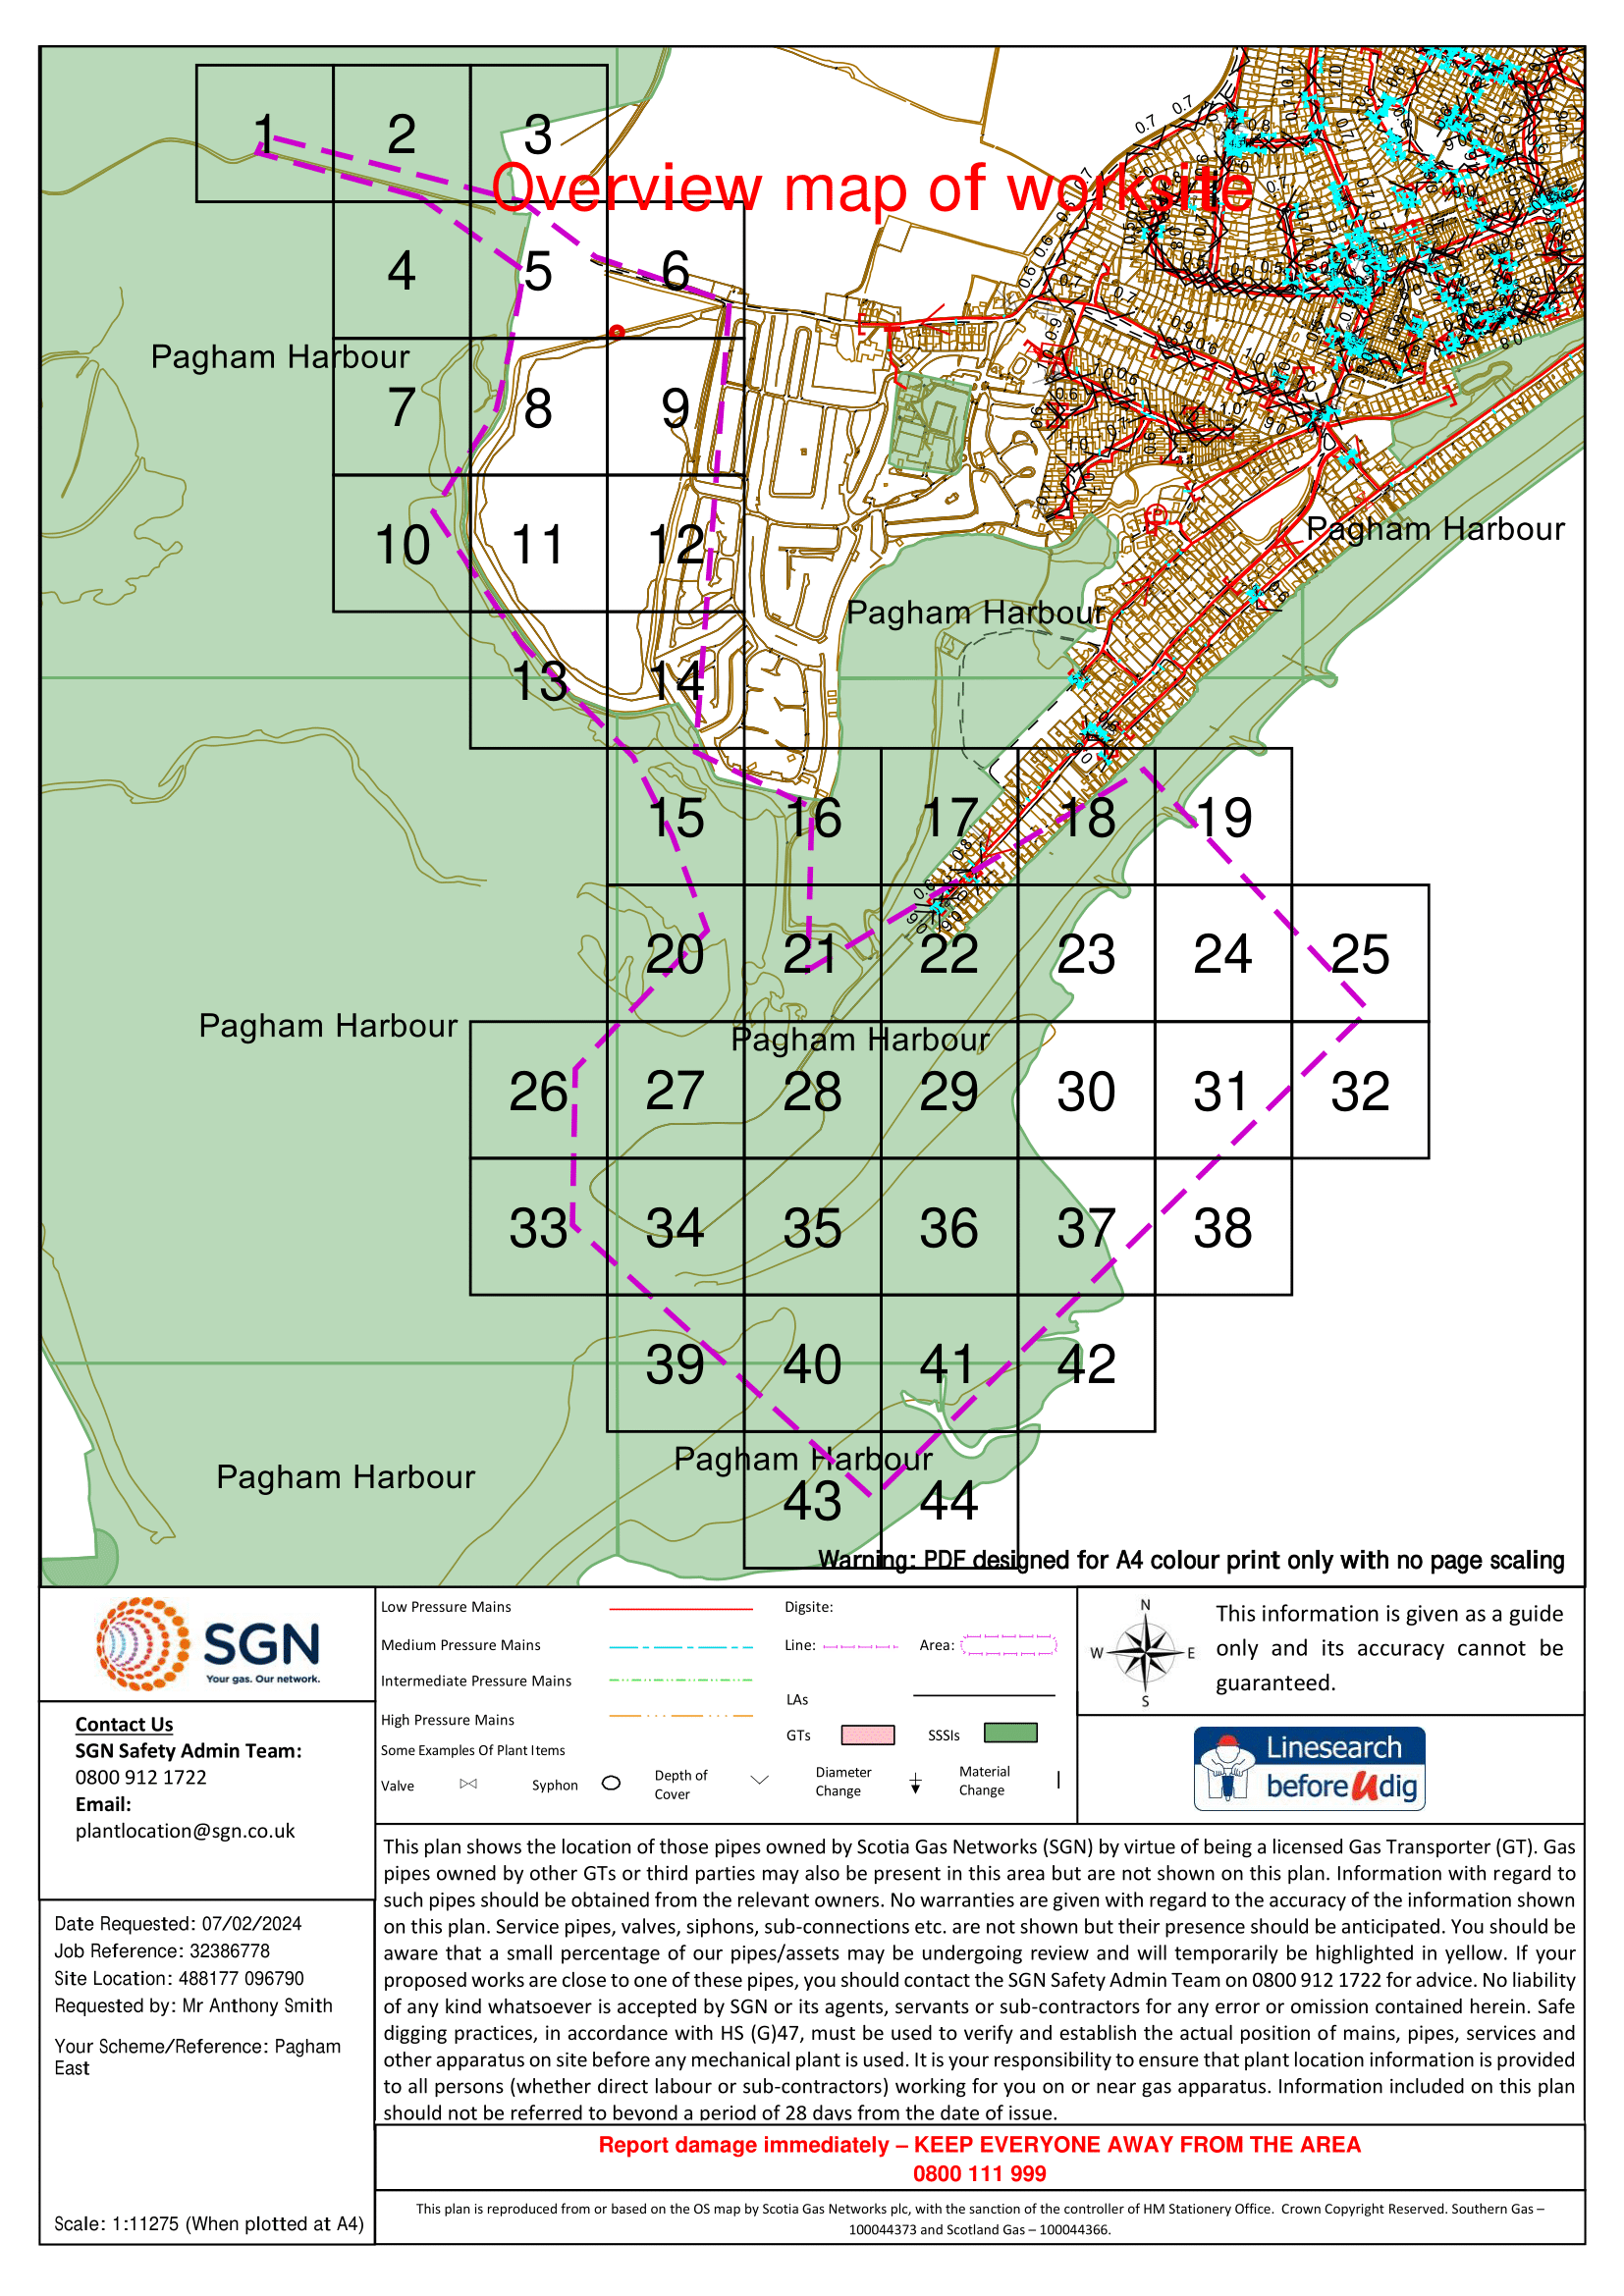 Overview map of worksite
1 2 3
4 5 6
Pagham Harbour
7 8 9
10 11 12
Pagham Harbour
Pagham Harbour
13 14
15 16 17 18 19
20 21 22 23 24 25
Pagham Harbour
Pagham Harbour
26 27 28 29 30 31 32
33 34 35 36 37 38
39 40 41 42
Pagham Harbour
Pagham Harbour
43 44
Warning: PDF designed for A4 colour print only with no page scaling
SGN
Your gas. Our network.
Contact Us
SGN Safety Admin Team:
0800 912 1722
Email:
plantlocation@sgn.co.uk
Date Requested: 07/02/2024
Job Reference: 32386778
Site Location: 488177 096790
Requested by: Mr Anthony Smith
Your Scheme/Reference: Pagham
East
Scale: 1:11275 (When plotted at A4)
Low Pressure Mains
Medium Pressure Mains
Intermediate Pressure Mains
High Pressure Mains
Some Examples Of Plant Items
Valve
Syphon
Depth of
Cover
Diameter
Change
Material
Change
Digsite:
Line:
Area:
LAs
GTs
SSSIs
N
W E
S
This information is given as a guide
only and its accuracy cannot be
guaranteed.
Linesearch
before U dig
This plan shows the location of those pipes owned by Scotia Gas Networks (SGN) by virtue of being a licensed Gas Transporter (GT). Gas
pipes owned by other GTs or third parties may also be present in this area but are not shown on this plan. Information with regard to
such pipes should be obtained from the relevant owners. No warranties are given with regard to the accuracy of the information shown
on this plan. Service pipes, valves, siphons, sub-connections etc. are not shown but their presence should be anticipated. You should be
aware that a small percentage of our pipes/assets may be undergoing review and will temporarily be highlighted in yellow. If your
proposed works are close to one of these pipes, you should contact the SGN Safety Admin Team on 0800 912 1722 for advice. No liability
of any kind whatsoever is accepted by SGN or its agents, servants or sub-contractors for any error or omission contained herein. Safe
digging practices, in accordance with HS (G)47, must be used to verify and establish the actual position of mains, pipes, services and
other apparatus on site before any mechanical plant is used. It is your responsibility to ensure that plant location information is provided
to all persons (whether direct labour or sub-contractors) working for you on or near gas apparatus. Information included on this plan
should not be referred to beyond a period of 28 days from the date of issue.
Report damage immediately – KEEP EVERYONE AWAY FROM THE AREA
0800 111 999
This plan is reproduced from or based on the OS map by Scotia Gas Networks plc, with the sanction of the controller of HM Stationery Office. Crown Copyright Reserved. Southern Gas –
100044373 and Scotland Gas – 100044366.